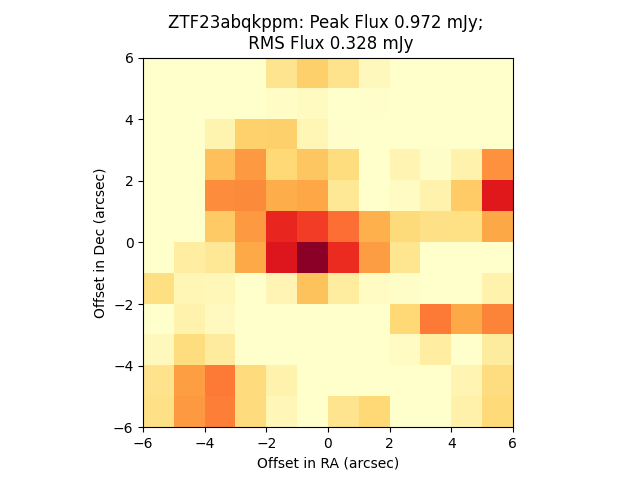 ZTF23abqkppm: Peak Flux 0.972 mJy;
RMS Flux 0.328 mJy
6
4
2
0
−2
−4
−6
Offset in Dec (arcsec)
−6 −4 −2 0 2 4 6
Offset in RA (arcsec)